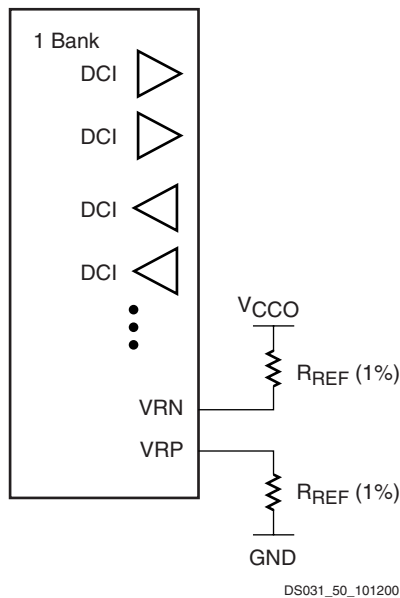 1 Bank
DCI
DCI
DCI
DCI
VCCO
RREF (1%)
VRN
VRP
RREF (1%)
GND
DS031_50_101200